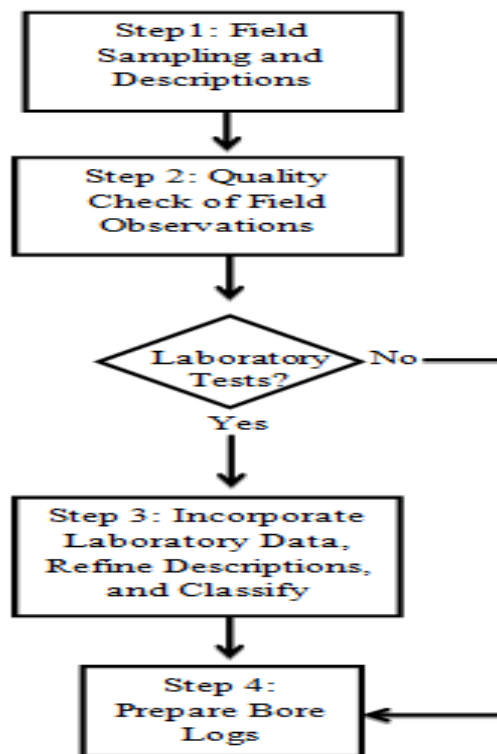 Step1: Field
Sampling and
Descriptions
Step 2: Quality
Check of Field
Observations
Laboratory
Tests?
No
Yes
Step 3: Incorporate
Laboratory Data,
Refine Descriptions,
and Classify
Step 4:
Prepare Bore
Logs